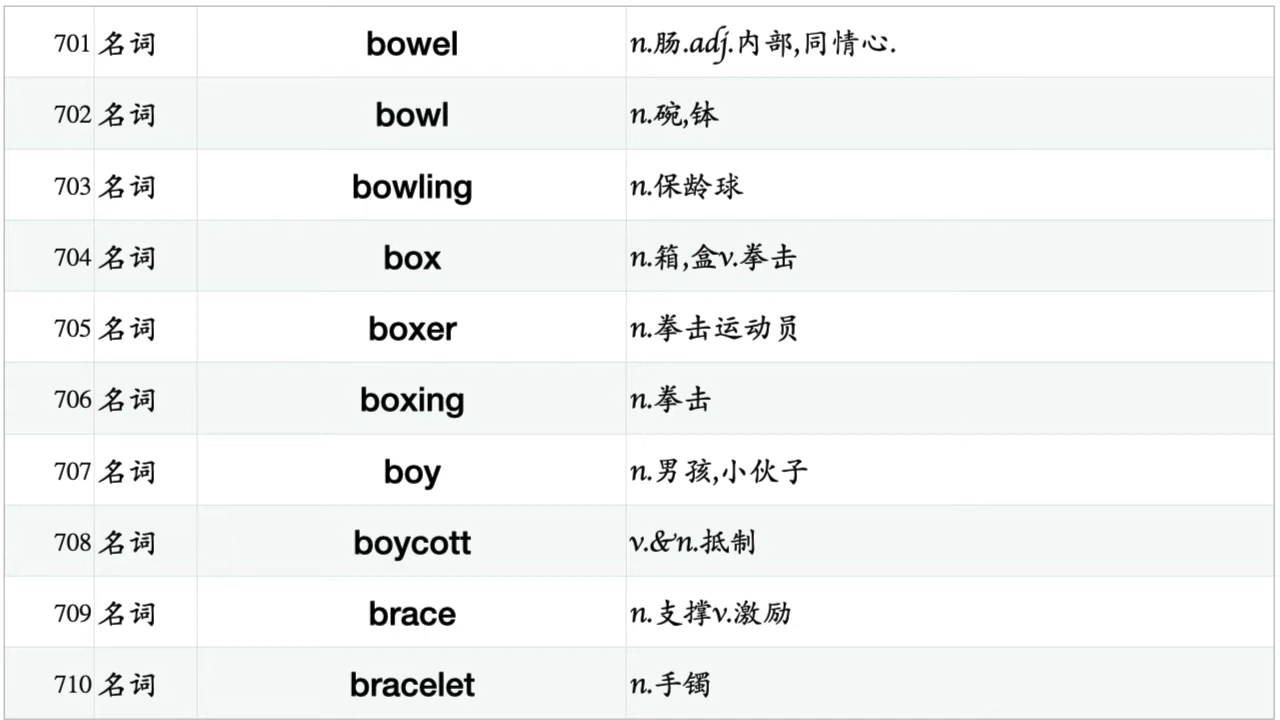 701 名词 bowel n.肠.adj.内部,同情心.
702 名词 bowl n.碗,钵
703 名词 bowling n.保龄球
704 名词 box n.箱,盒v.拳击
705 名词 boxer n.拳击运动员
706 名词 boxing n.拳击
707 名词 boy n.男孩,小伙子
708 名词 boycott v.&n.抵制
709 名词 brace n.支撑v.激励
710 名词 bracelet n.手镯